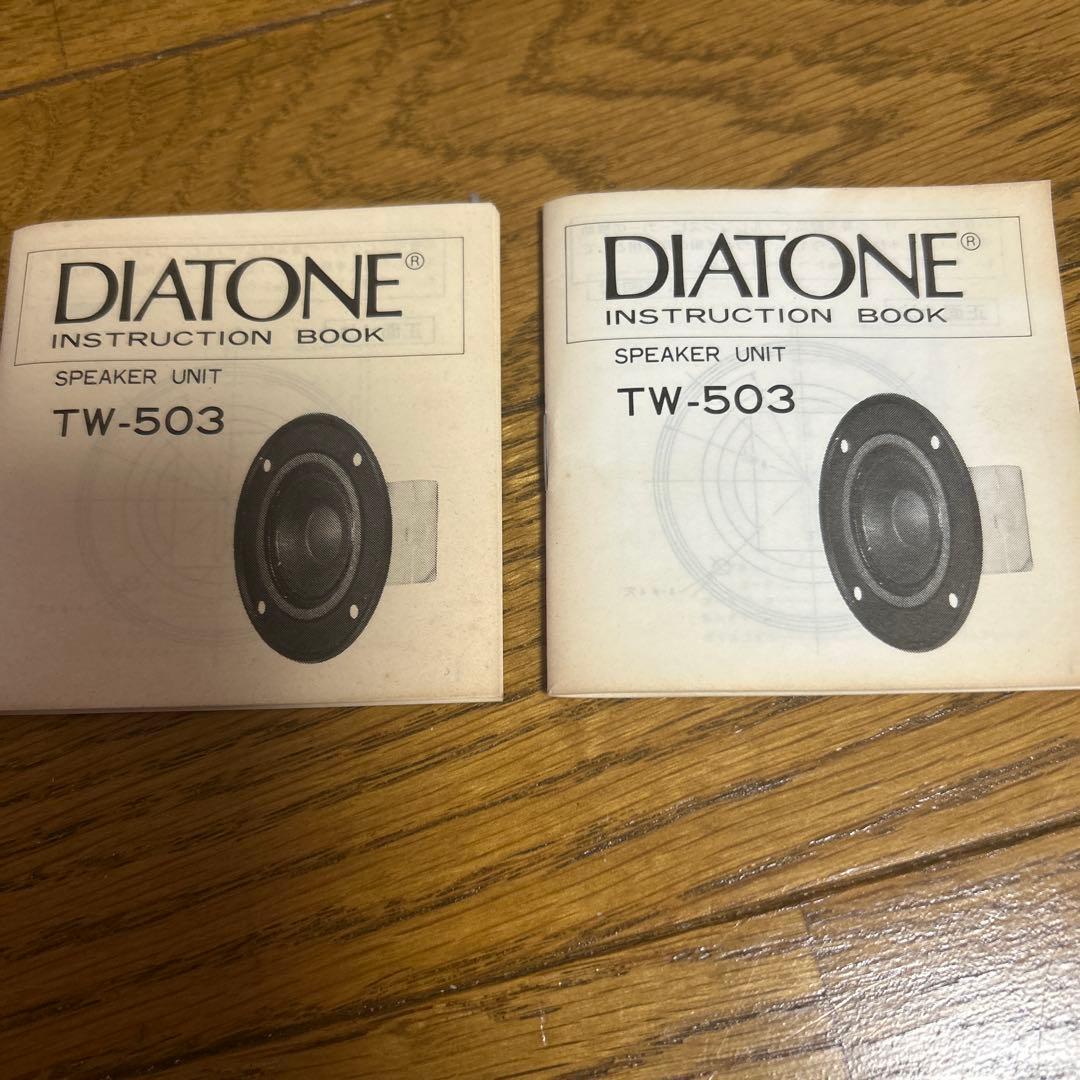 DIATONE®
INSTRUCTION BOOK
SPEAKER UNIT
TW-503
DIATONE®
INSTRUCTION BOOK
SPEAKER UNIT
TW-503